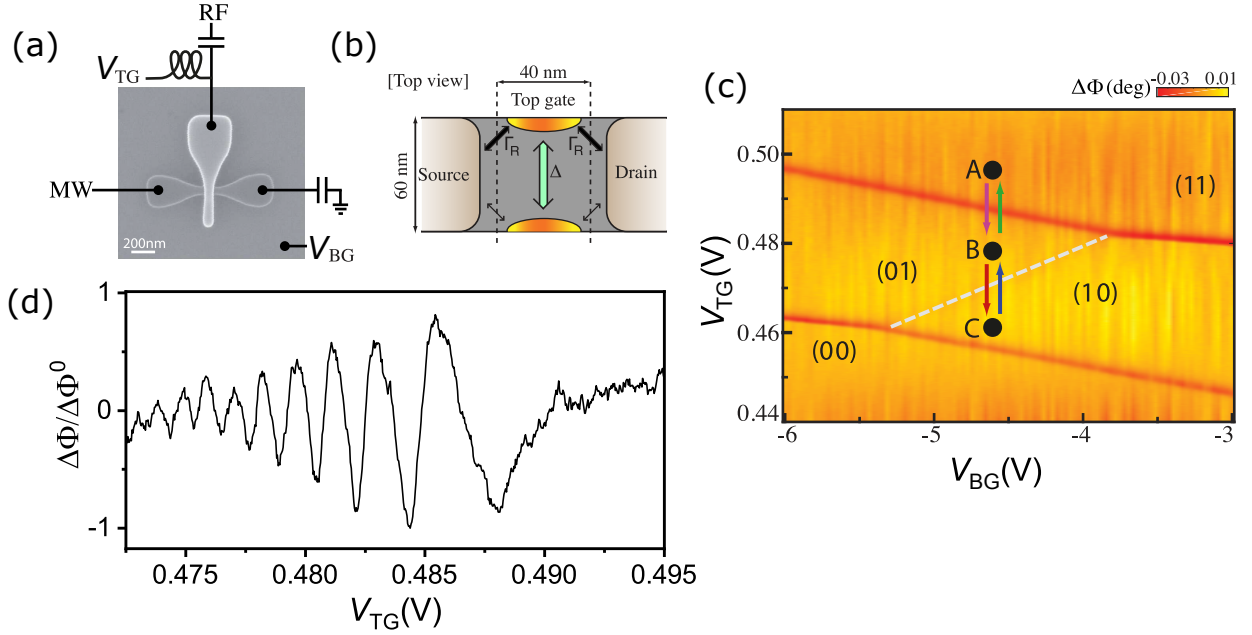 (a)
RF
V_TG
MW
200nm
V_BG
(b)
[Top view]
40 nm
Top gate
Γ_R
Γ_R
60 nm
Source
Δ
Drain
(c)
ΔΦ (deg)
-0.03
0.01
0.50
0.48
0.46
0.44
V_TG(V)
A
B
C
(11)
(01)
(10)
(00)
-6
-5
-4
-3
V_BG(V)
(d)
1
0
-1
ΔΦ/ΔΦ⁰
0.475
0.480
0.485
0.490
0.495
V_TG(V)